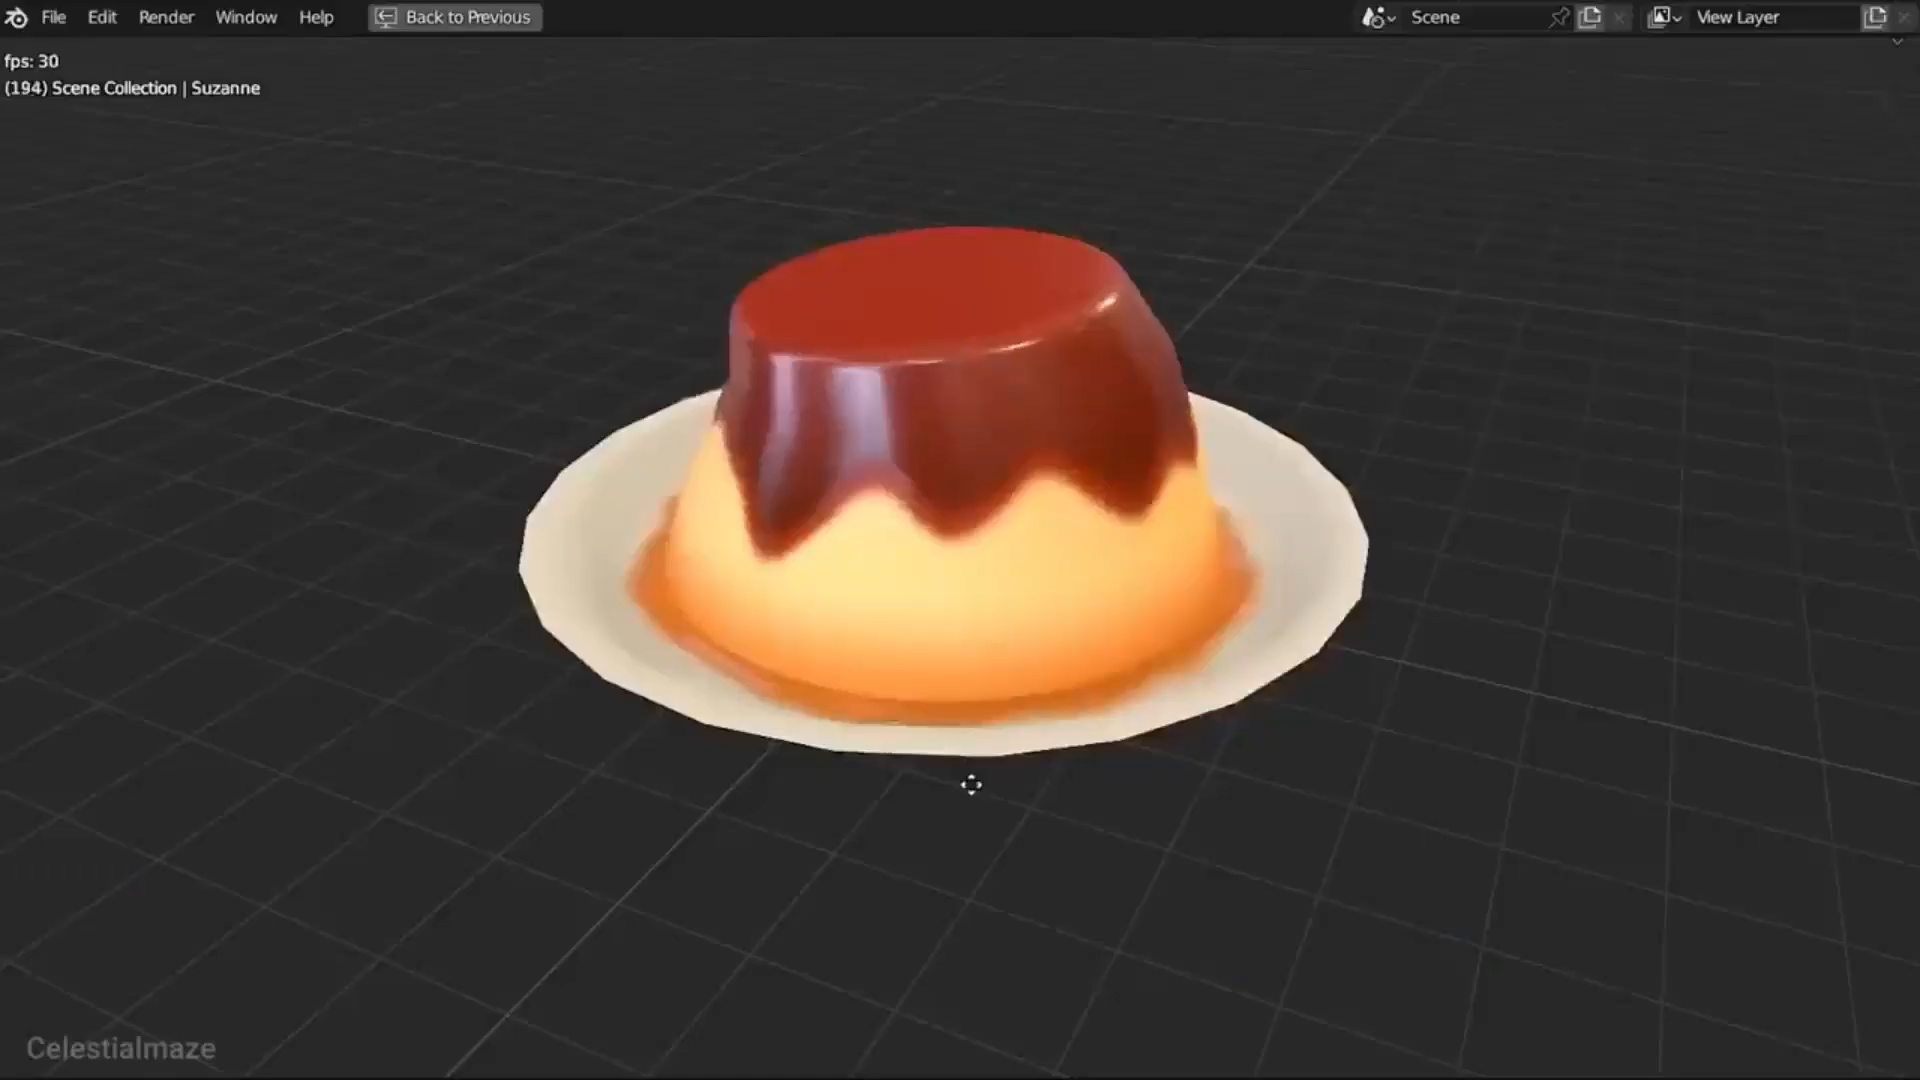 File Edit Render Window Help Back to Previous Scene View Layer
fps: 30
(194) Scene Collection | Suzanne
Celestialmaze